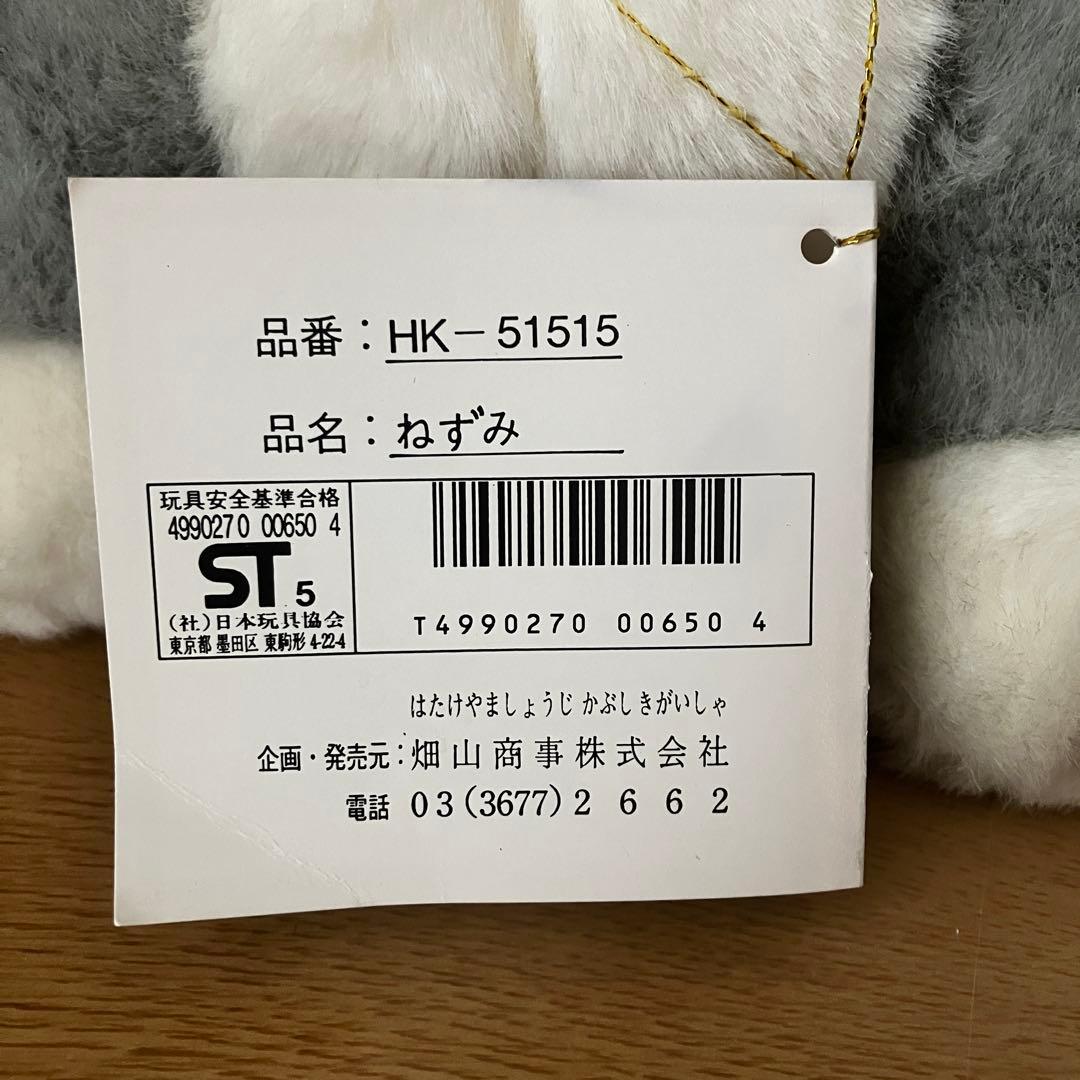 品番：HK－51515
品名：ねずみ
玩具安全基準合格
4990270 00650 4
ST5
(社)日本玩具協会
東京都 墨田区 東駒形 4-22-4
T4990270 00650 4
はたけやましょうじ かぶしきがいしゃ
企画・発売元：畑山商事株式会社
電話 03(3677)2662